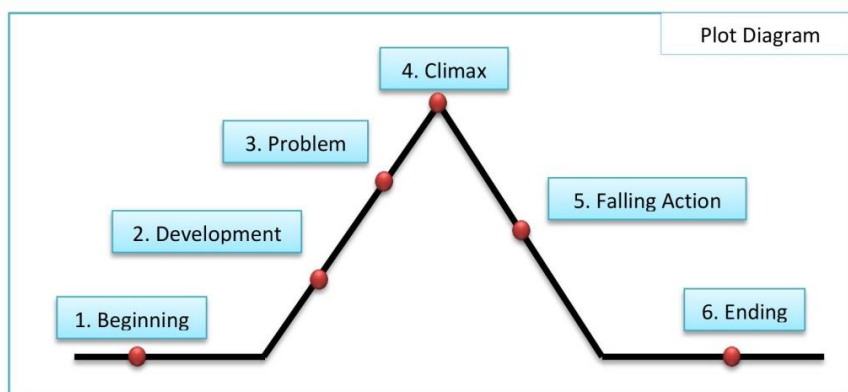 Plot Diagram
4. Climax
3. Problem
5. Falling Action
2. Development
1. Beginning
6. Ending